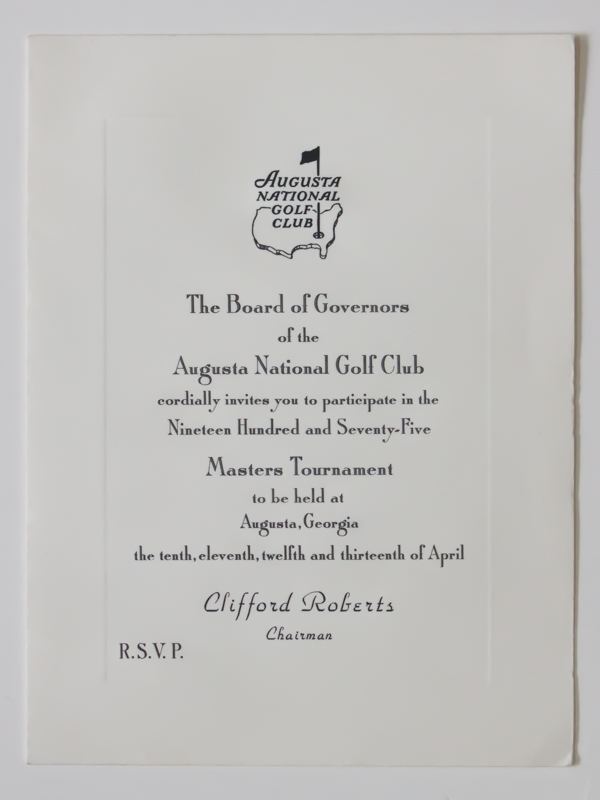 Augusta
National
Golf
Club
The Board of Governors
of the
Augusta National Golf Club
cordially invites you to participate in the
Nineteen Hundred and Seventy-Five
Masters Tournament
to be held at
Augusta, Georgia
the tenth, eleventh, twelfth and thirteenth of April
Clifford Roberts
Chairman
R.S.V.P.